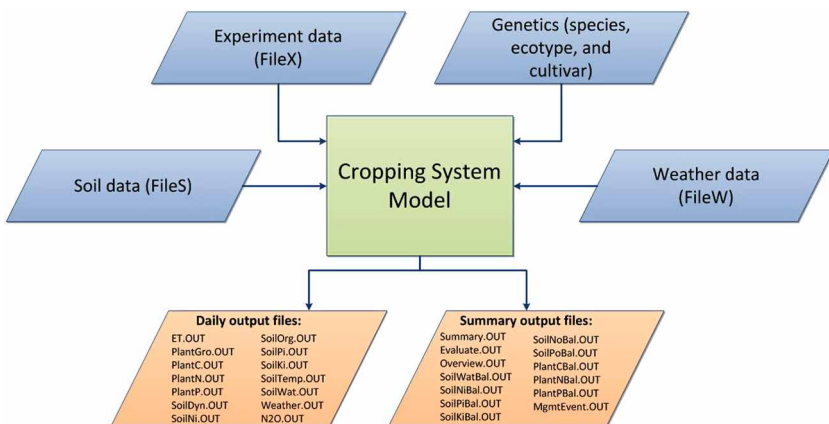 Experiment data
(FileX)
Genetics (species,
ecotype, and
cultivar)
Soil data (FileS)
Cropping System
Model
Weather data
(FileW)
Daily output files:
ET.OUT
PlantGro.OUT
PlantC.OUT
PlantN.OUT
PlantP.OUT
SoilDyn.OUT
SoilNi.OUT
SoilOrg.OUT
SoilPi.OUT
SoilKi.OUT
SoilTemp.OUT
SoilWat.OUT
Weather.OUT
N2O.OUT
Summary output files:
Summary.OUT
Evaluate.OUT
Overview.OUT
SoilWatBal.OUT
SoilNiBal.OUT
SoilPiBal.OUT
SoilKiBal.OUT
SoilNoBal.OUT
SoilPoBal.OUT
PlantCBal.OUT
PlantNBal.OUT
PlantPBal.OUT
MgmtEvent.OUT